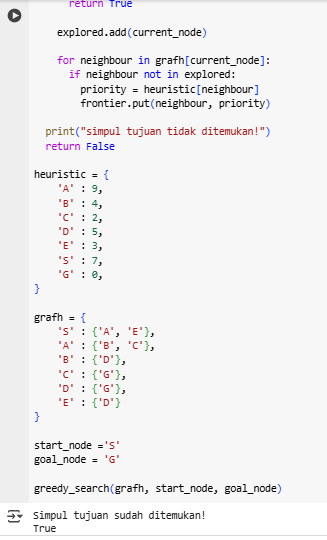 return True
explored.add(current_node)
for neighbour in grafh[current_node]:
if neighbour not in explored:
priority = heuristic[neighbour]
frontier.put(neighbour, priority)
print("simpul tujuan tidak ditemukan!")
return False
heuristic = {
'A' : 9,
'B' : 4,
'C' : 2,
'D' : 5,
'E' : 3,
'S' : 7,
'G' : 0,
}
grafh = {
'S' : {'A', 'E'},
'A' : {'B', 'C'},
'B' : {'D'},
'C' : {'G'},
'D' : {'G'},
'E' : {'D'}
}
start_node ='S'
goal_node = 'G'
greedy_search(grafh, start_node, goal_node)
Simpul tujuan sudah ditemukan!
True